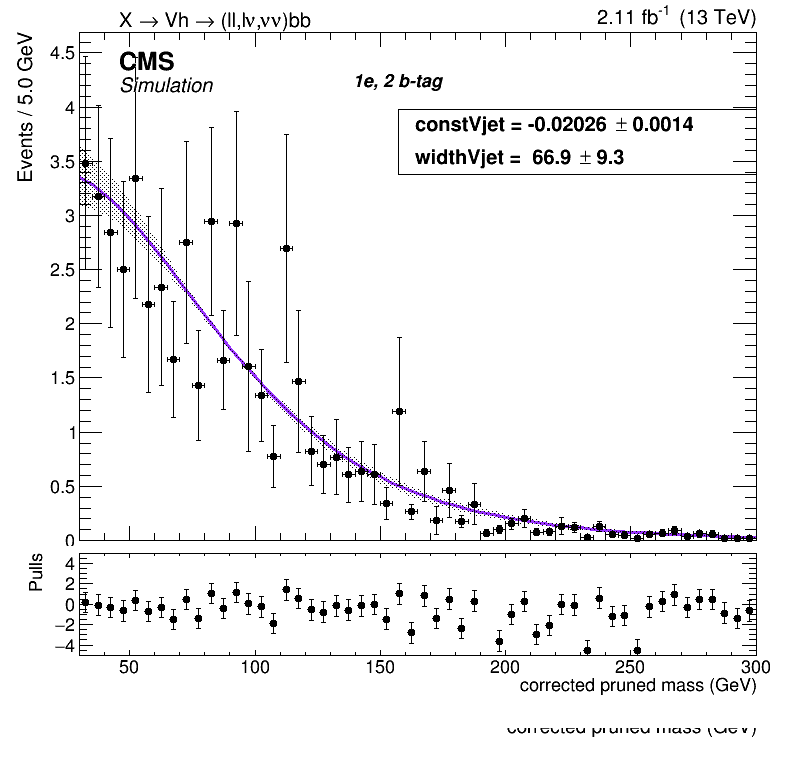 X → Vh → (ll,lν,νν)bb
2.11 fb-1 (13 TeV)
CMS
Simulation
1e, 2 b-tag
constVjet = -0.02026 ± 0.0014
widthVjet = 66.9 ± 9.3
Events / 5.0 GeV
4.5
4
3.5
3
2.5
2
1.5
1
0.5
0
Pulls
4
2
0
−2
−4
50 100 150 200 250 300
corrected pruned mass (GeV)
corrected pruned mass (GeV)